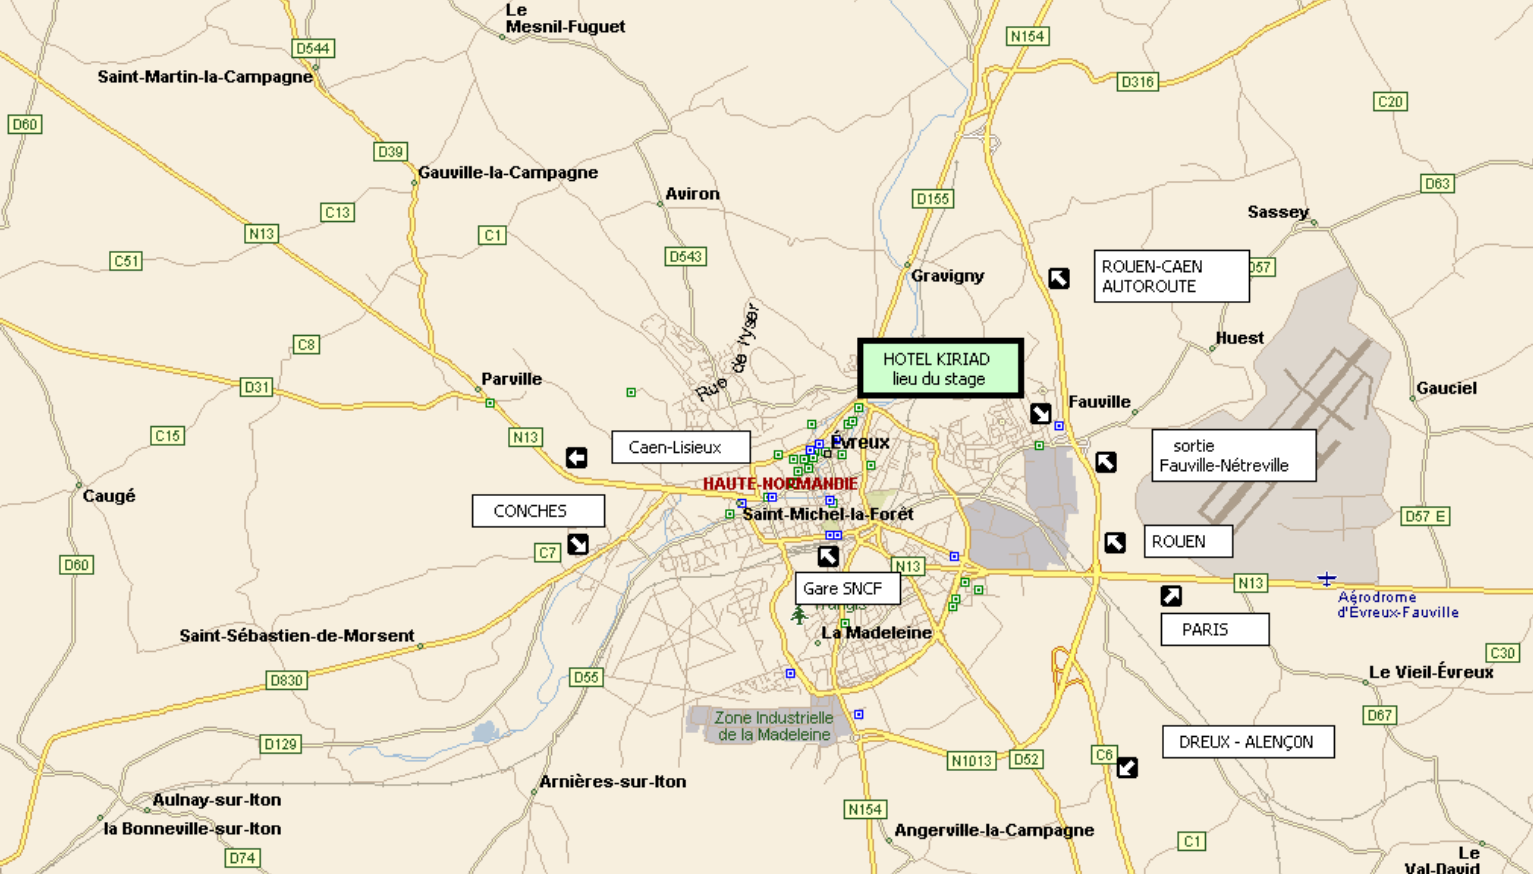 Le
Mesnil-Fuguet
N154
D544
Saint-Martin-la-Campagne
D316
C20
D60
D39
Gauville-la-Campagne
Aviron
D63
D155
C13
Sassey
N13
C1
C51
D543
Gravigny
ROUEN-CAEN
AUTOROUTE
D57
Rue de l'Yser
C8
Huest
HOTEL KIRIAD
lieu du stage
Parville
D31
Gauciel
Fauville
C15
N13
Caen-Lisieux
Évreux
sortie
Fauville-Nétreville
HAUTE-NORMANDIE
Caugé
CONCHES
Saint-Michel-la-Forêt
D57 E
ROUEN
C7
D60
N13
Gare SNCF
N13
Aérodrome
d'Évreux-Fauville
La Madeleine
PARIS
Saint-Sébastien-de-Morsent
C30
D830
D55
Le Vieil-Évreux
Zone Industrielle
de la Madeleine
D67
D129
DREUX - ALENÇON
N1013
D52
C6
Arnières-sur-Iton
Aulnay-sur-Iton
N154
la Bonneville-sur-Iton
Angerville-la-Campagne
C1
D74
Le
Val-David